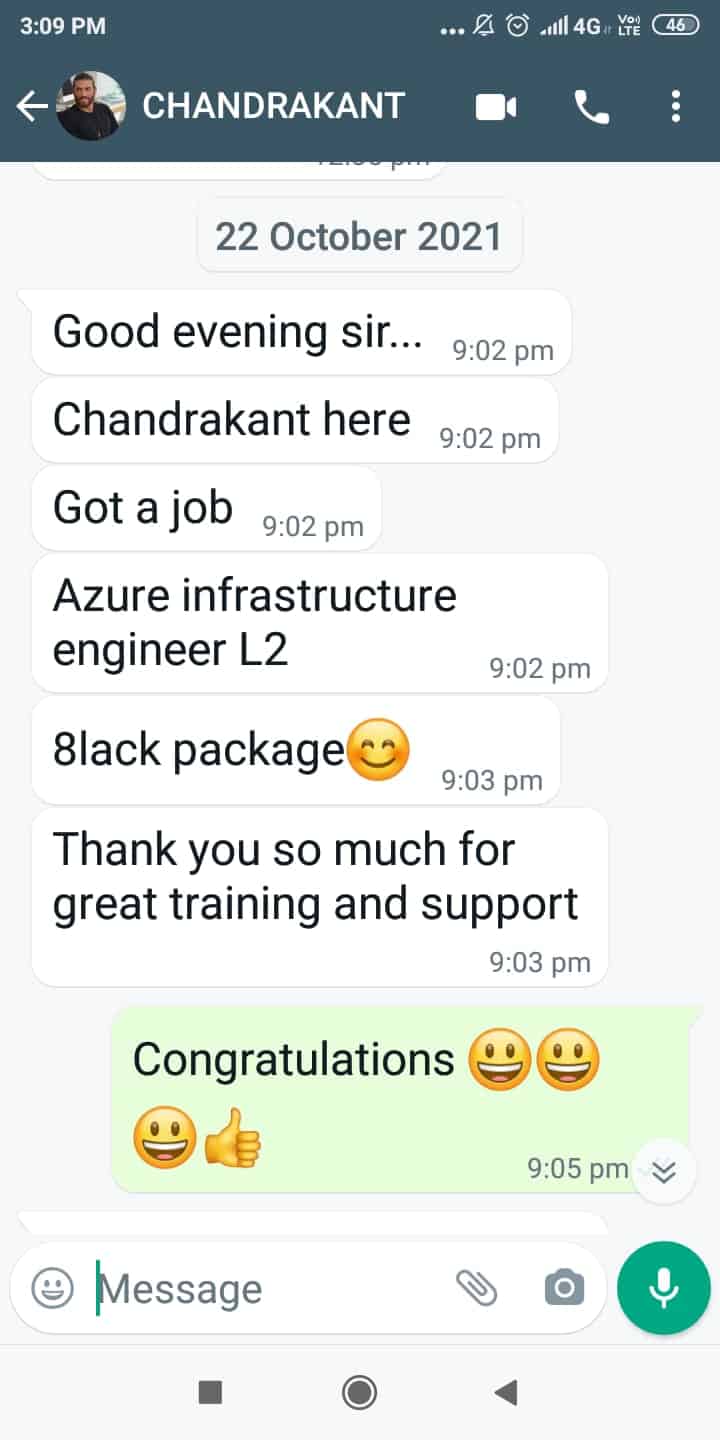 3:09 PM
4G
Vo)
LTE
46
CHANDRAKANT
22 October 2021
Good evening sir...
9:02 pm
Chandrakant here
9:02 pm
Got a job
9:02 pm
Azure infrastructure
engineer L2
9:02 pm
8lack package😊
9:03 pm
Thank you so much for
great training and support
9:03 pm
Congratulations 😃😃
😃👍
9:05 pm
Message